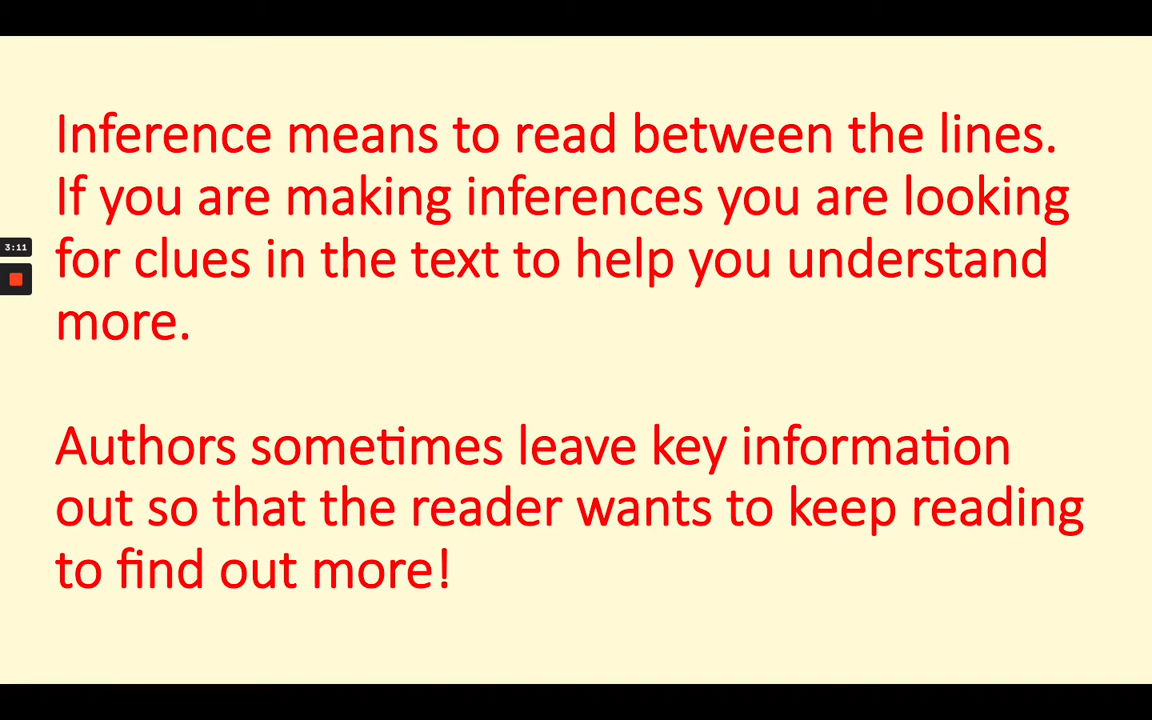 Inference means to read between the lines.
If you are making inferences you are looking
for clues in the text to help you understand
more.
Authors sometimes leave key information
out so that the reader wants to keep reading
to find out more!
3:11